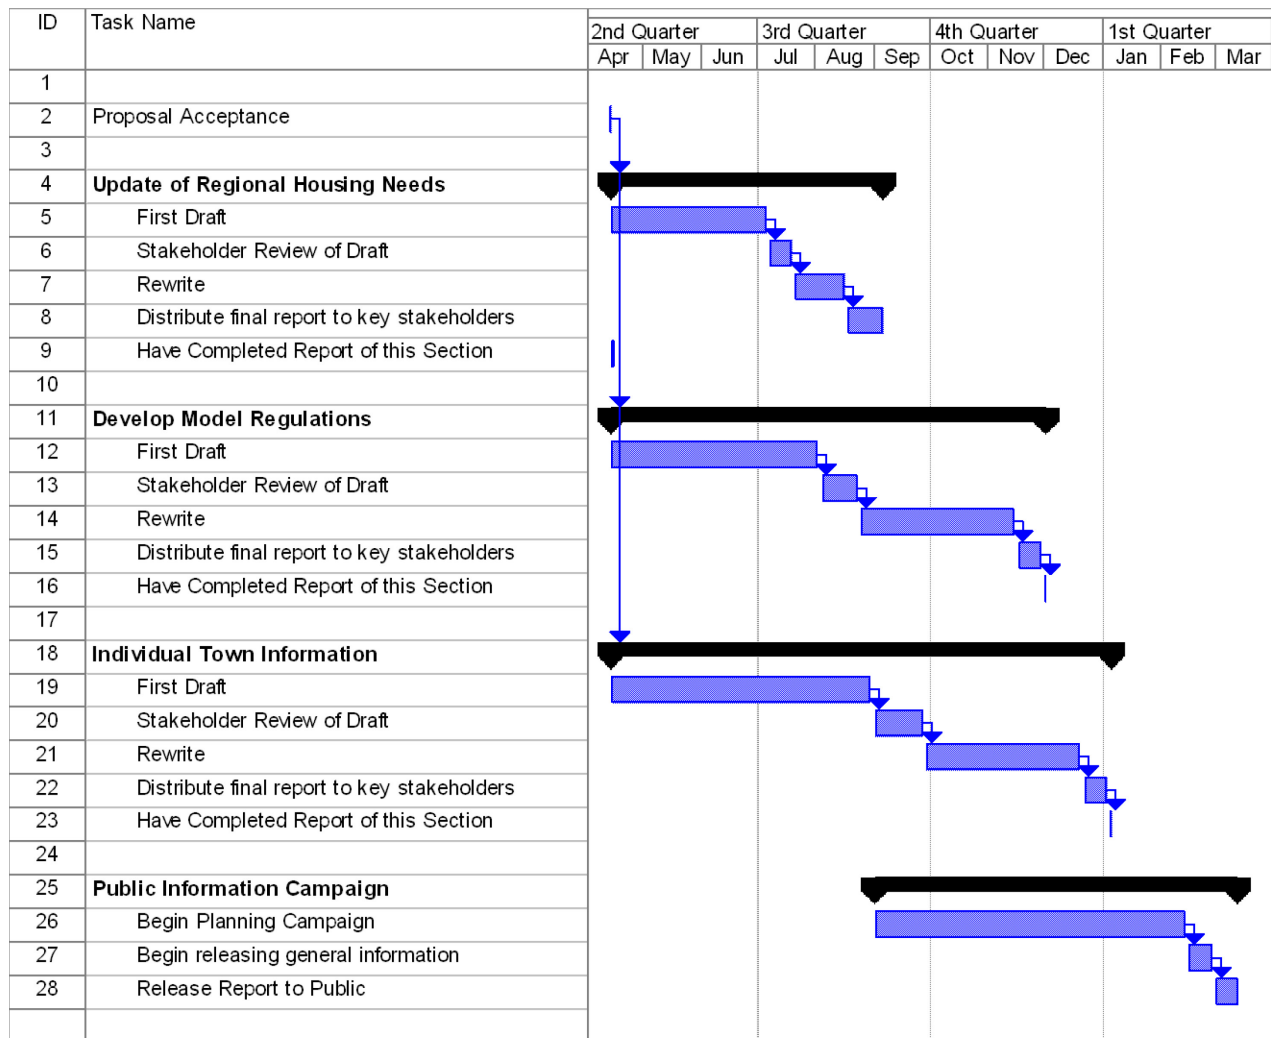 ID Task Name
2nd Quarter 3rd Quarter 4th Quarter 1st Quarter
Apr May Jun Jul Aug Sep Oct Nov Dec Jan Feb Mar
1
2 Proposal Acceptance
3
4 Update of Regional Housing Needs
5 First Draft
6 Stakeholder Review of Draft
7 Rewrite
8 Distribute final report to key stakeholders
9 Have Completed Report of this Section
10
11 Develop Model Regulations
12 First Draft
13 Stakeholder Review of Draft
14 Rewrite
15 Distribute final report to key stakeholders
16 Have Completed Report of this Section
17
18 Individual Town Information
19 First Draft
20 Stakeholder Review of Draft
21 Rewrite
22 Distribute final report to key stakeholders
23 Have Completed Report of this Section
24
25 Public Information Campaign
26 Begin Planning Campaign
27 Begin releasing general information
28 Release Report to Public